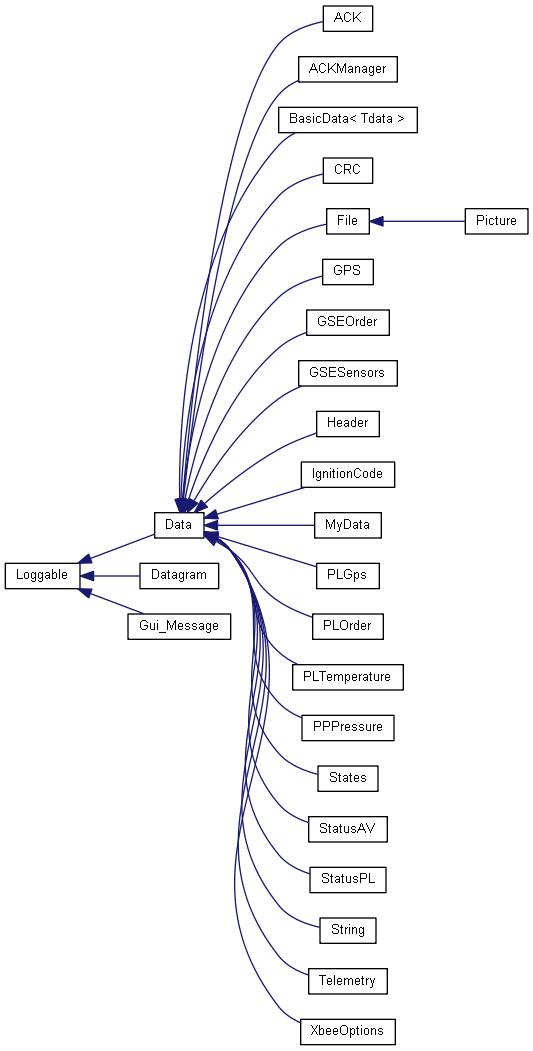 ACK
ACKManager
BasicData< Tdata >
CRC
File
Picture
GPS
GSEOrder
GSESensors
Header
IgnitionCode
Data
MyData
Loggable
Datagram
PLGps
Gui_Message
PLOrder
PLTemperature
PPPressure
States
StatusAV
StatusPL
String
Telemetry
XbeeOptions